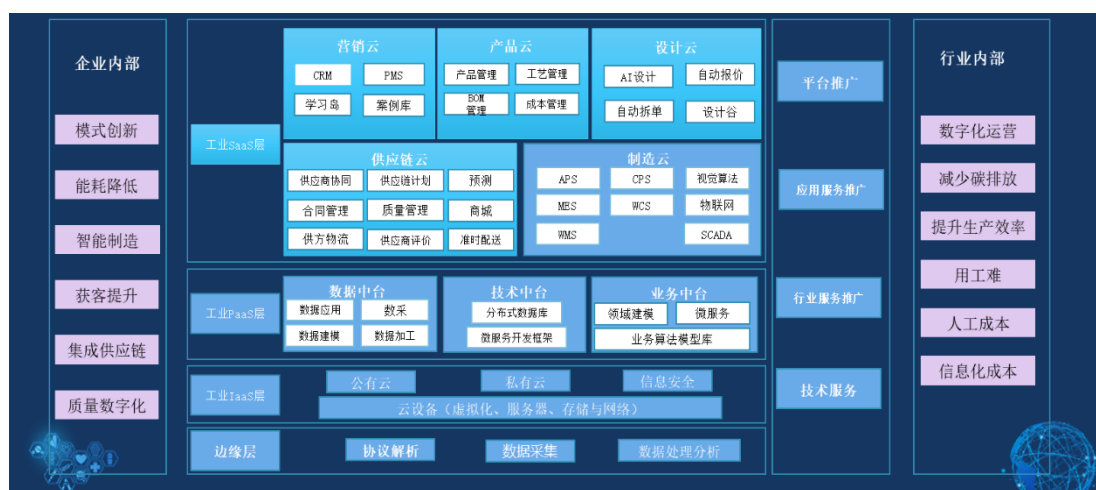 企业内部
模式创新
能耗降低
智能制造
获客提升
集成供应链
质量数字化
工业SaaS层
营销云
CRM
PMS
学习岛
案例库
产品云
产品管理
工艺管理
BOM
管理
成本管理
设计云
AI设计
自动报价
自动拆单
设计谷
供应链云
供应商协同
供应链计划
预测
合同管理
质量管理
商城
供方物流
供应商评价
准时配送
制造云
APS
CPS
视觉算法
MES
WCS
物联网
WMS
SCADA
工业PaaS层
数据中台
数据应用
数采
数据建模
数据加工
技术中台
分布式数据库
微服务开发框架
业务中台
领域建模
微服务
业务算法模型库
工业IaaS层
公有云
私有云
信息安全
云设备（虚拟化、服务器、存储与网络）
边缘层
协议解析
数据采集
数据处理分析
平台推广
应用服务推广
行业服务推广
技术服务
行业内部
数字化运营
减少碳排放
提升生产效率
用工难
人工成本
信息化成本